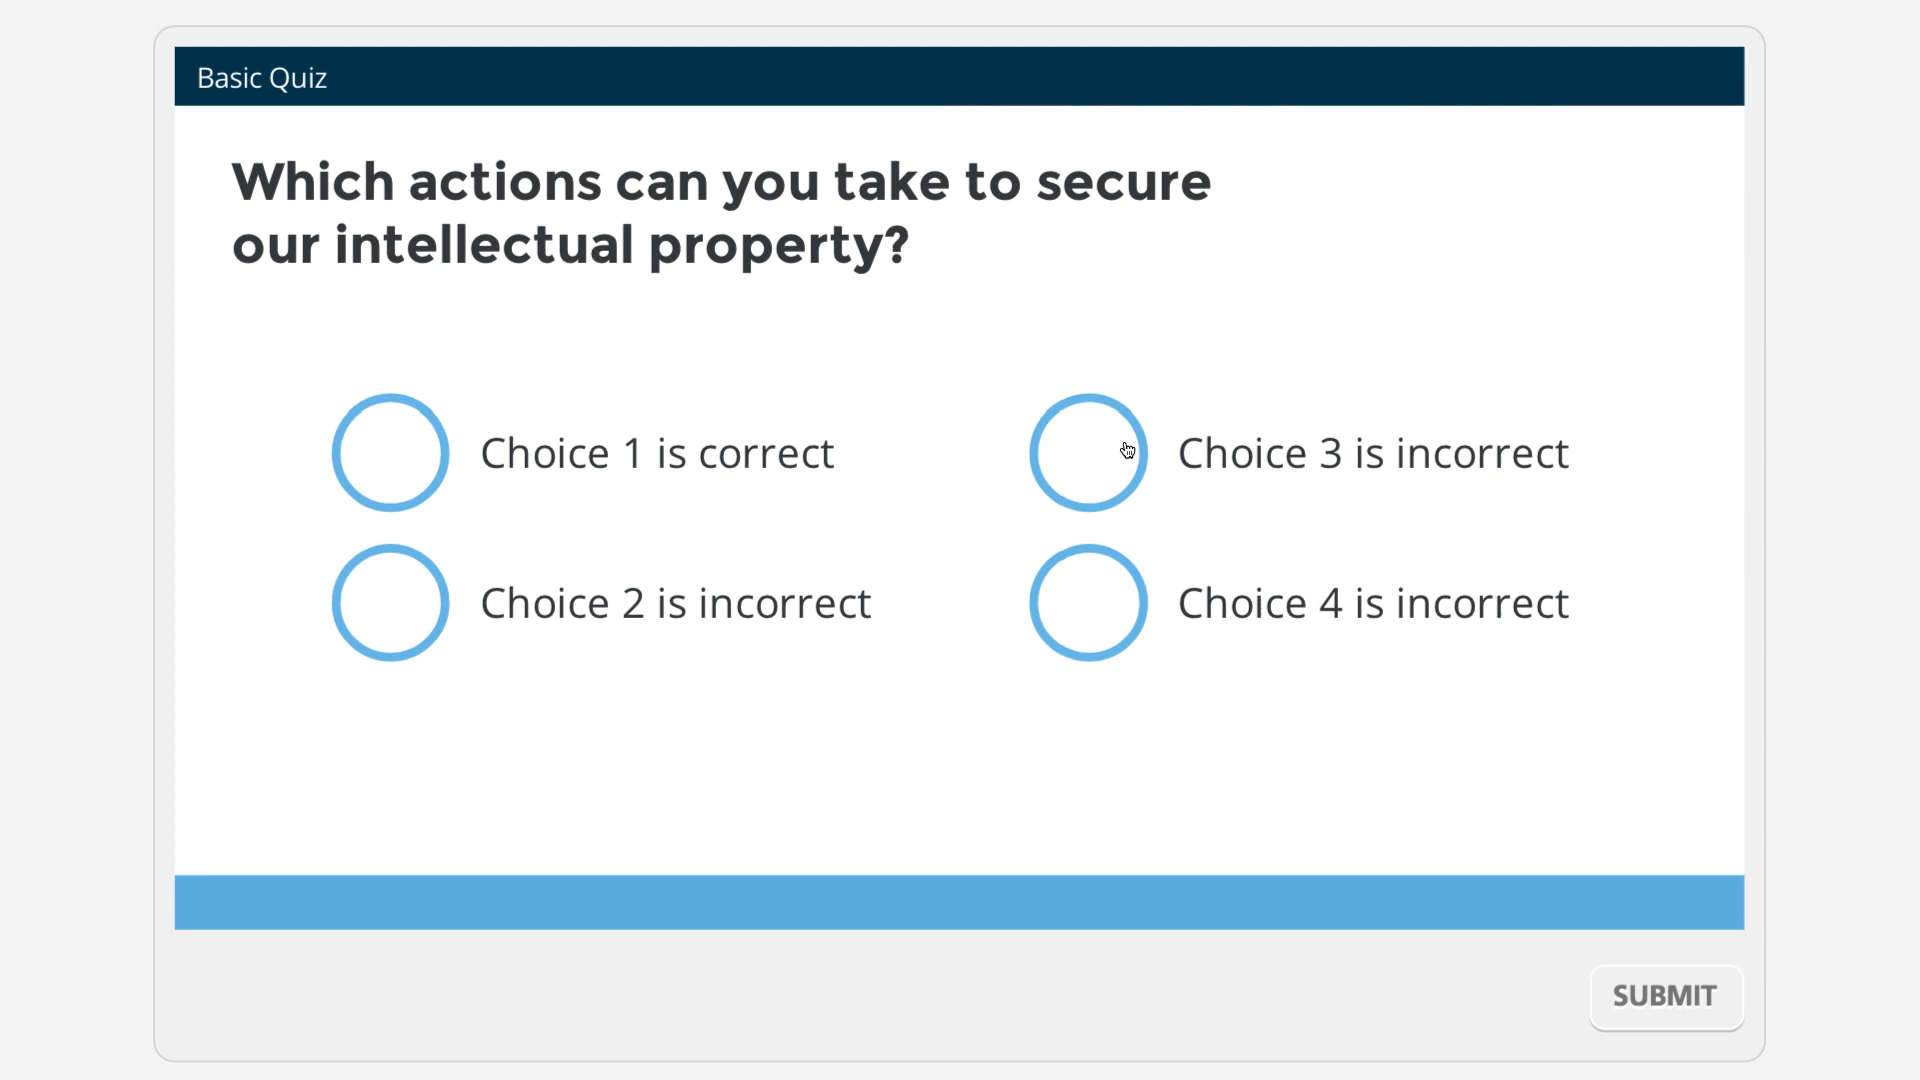 Basic Quiz
Which actions can you take to secure
our intellectual property?
Choice 1 is correct
Choice 2 is incorrect
Choice 3 is incorrect
Choice 4 is incorrect
SUBMIT